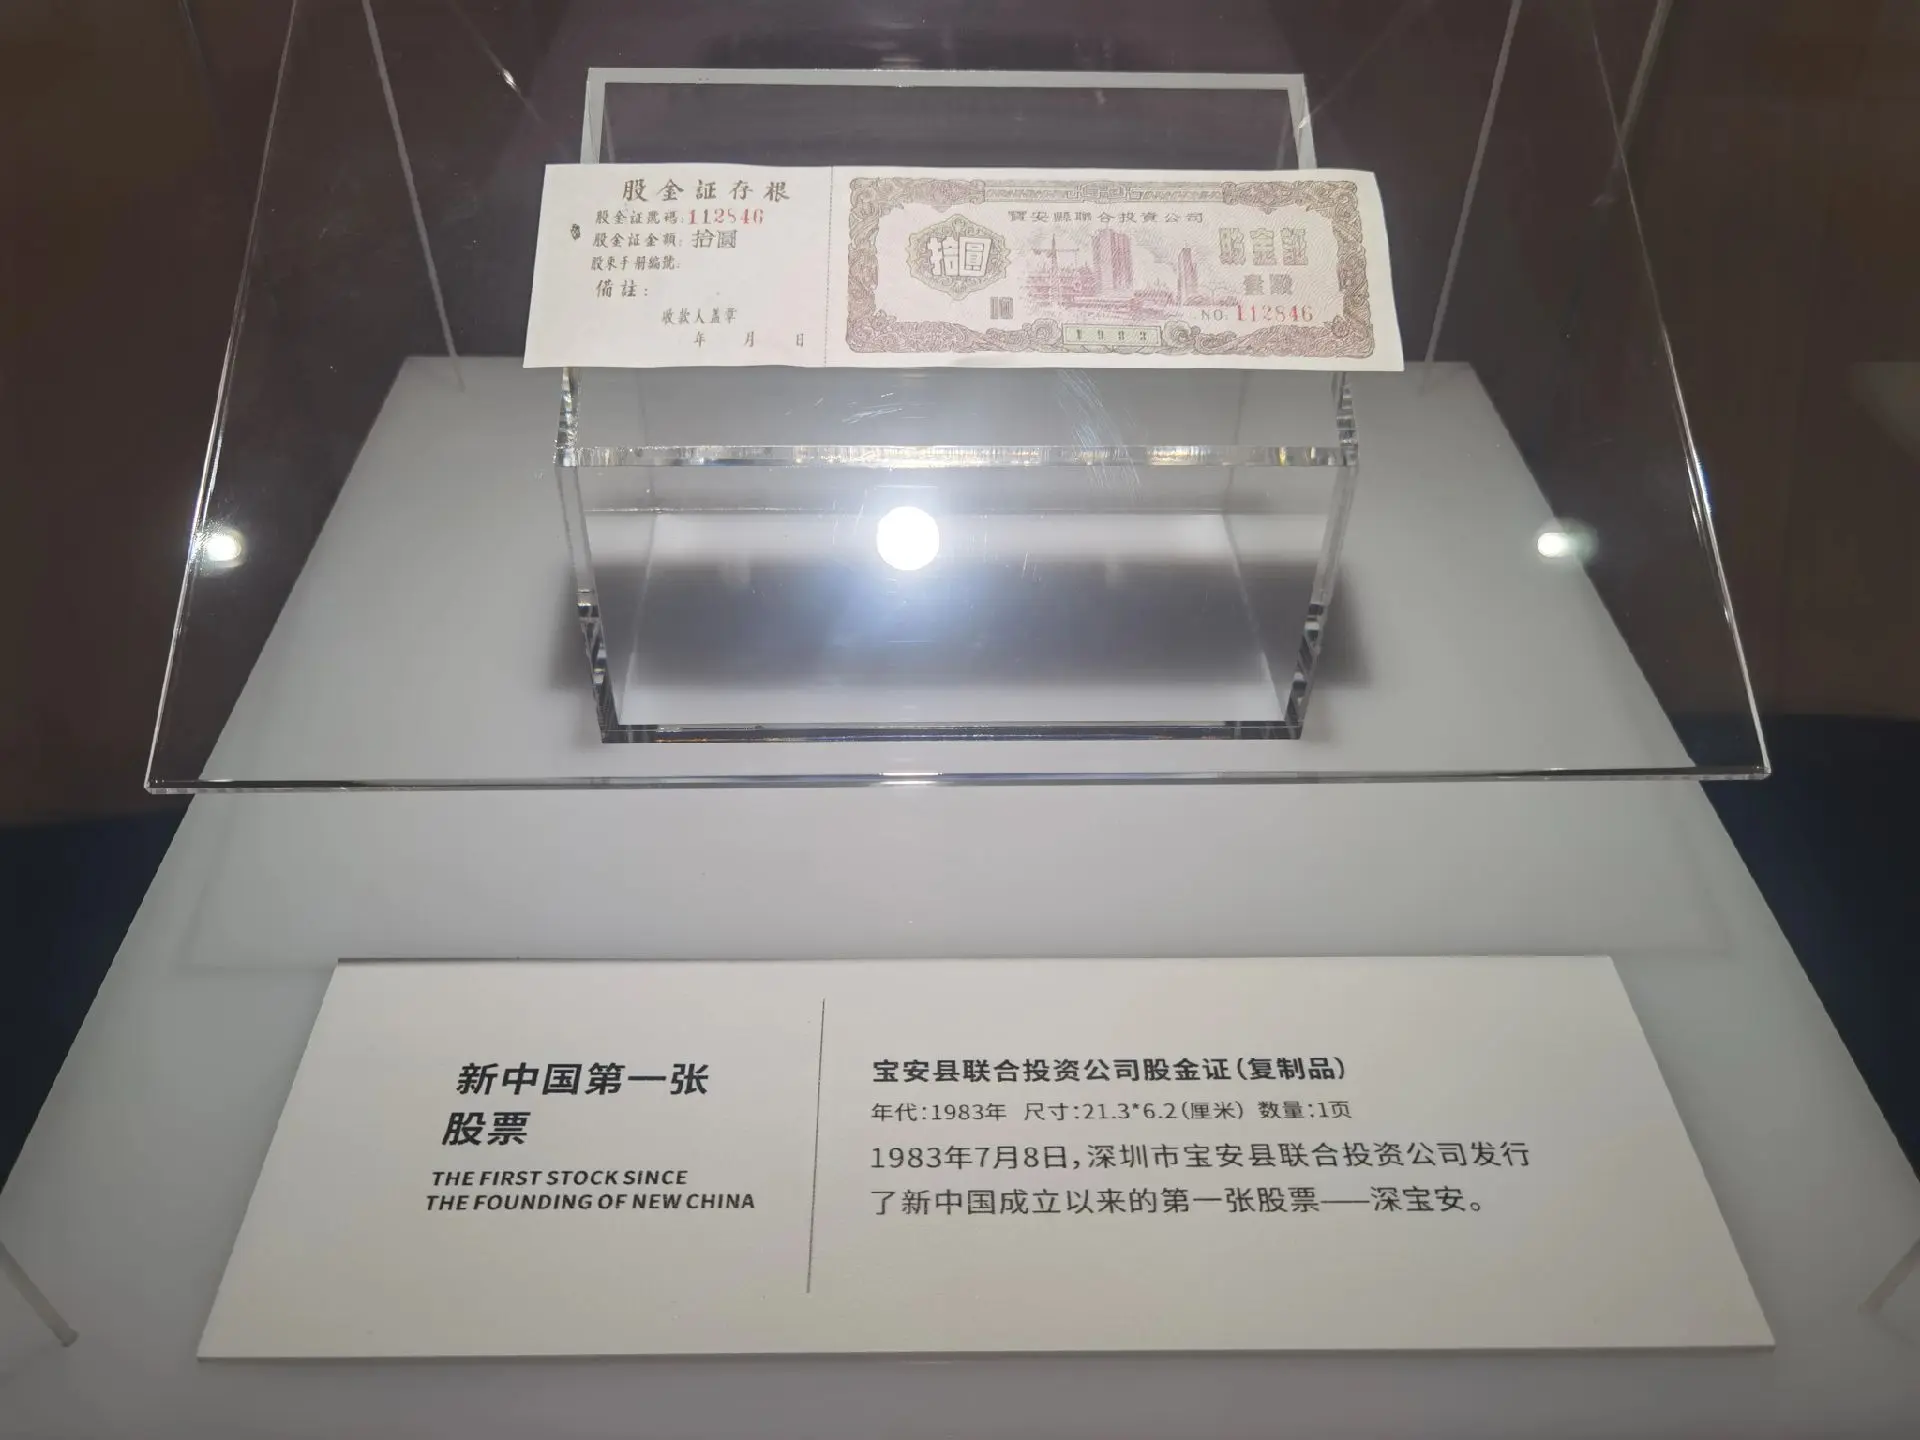 股金証存根
股金証號碼:112846
股金証金額:拾圓
股東手册編號:
備註:
收款人盖章
年 月 日
寶安縣聯合投資公司
拾圓
股金証
壹股
10
NO:112846
1983
新中国第一张
股票
THE FIRST STOCK SINCE
THE FOUNDING OF NEW CHINA
宝安县联合投资公司股金证(复制品)
年代:1983年 尺寸:21.3*6.2(厘米) 数量:1页
1983年7月8日,深圳市宝安县联合投资公司发行
了新中国成立以来的第一张股票——深宝安。